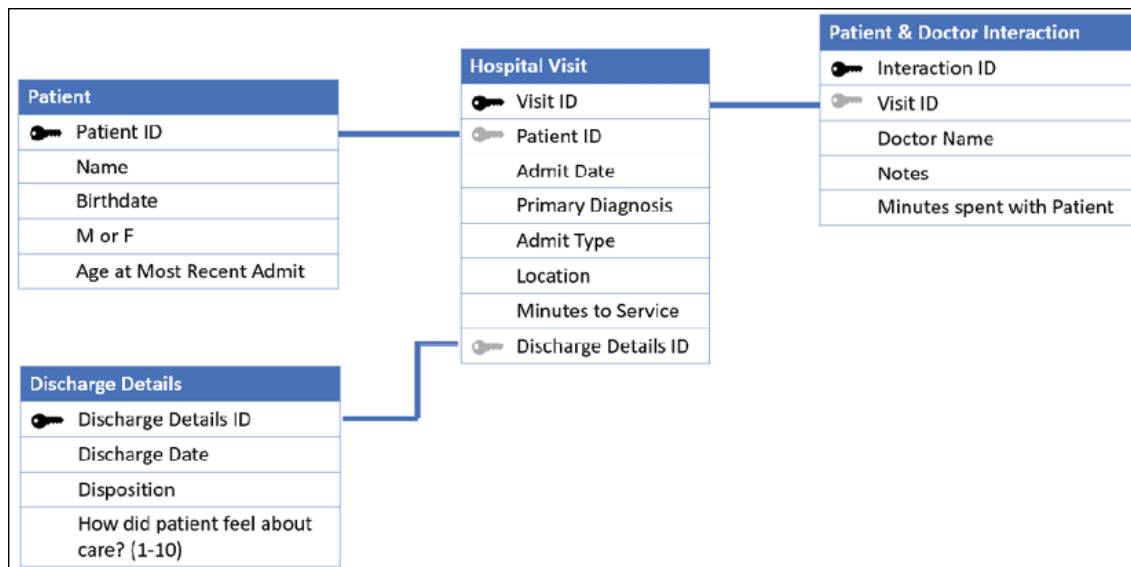 Patient
Patient ID
Name
Birthdate
M or F
Age at Most Recent Admit
Hospital Visit
Visit ID
Patient ID
Admit Date
Primary Diagnosis
Admit Type
Location
Minutes to Service
Discharge Details ID
Patient & Doctor Interaction
Interaction ID
Visit ID
Doctor Name
Notes
Minutes spent with Patient
Discharge Details
Discharge Details ID
Discharge Date
Disposition
How did patient feel about
care? (1-10)